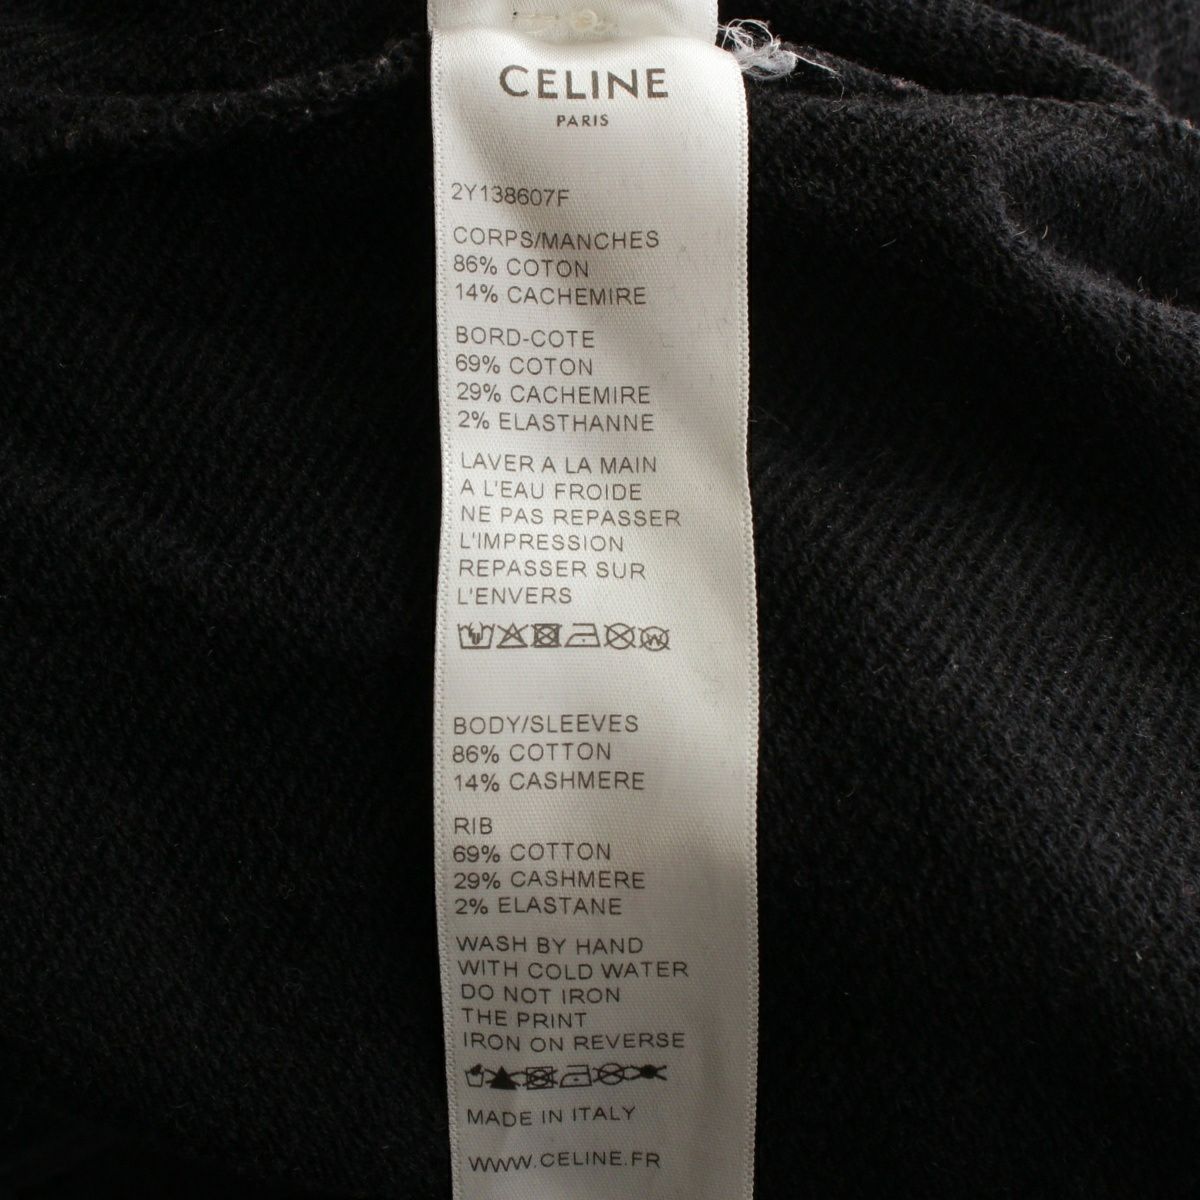 CELINE
PARIS
2Y138607F
CORPS/MANCHES
86% COTON
14% CACHEMIRE
BORD-COTE
69% COTON
29% CACHEMIRE
2% ELASTHANNE
LAVER A LA MAIN
A L'EAU FROIDE
NE PAS REPASSER
L'IMPRESSION
REPASSER SUR
L'ENVERS
W
BODY/SLEEVES
86% COTTON
14% CASHMERE
RIB
69% COTTON
29% CASHMERE
2% ELASTANE
WASH BY HAND
WITH COLD WATER
DO NOT IRON
THE PRINT
IRON ON REVERSE
MADE IN ITALY
WWW.CELINE.FR